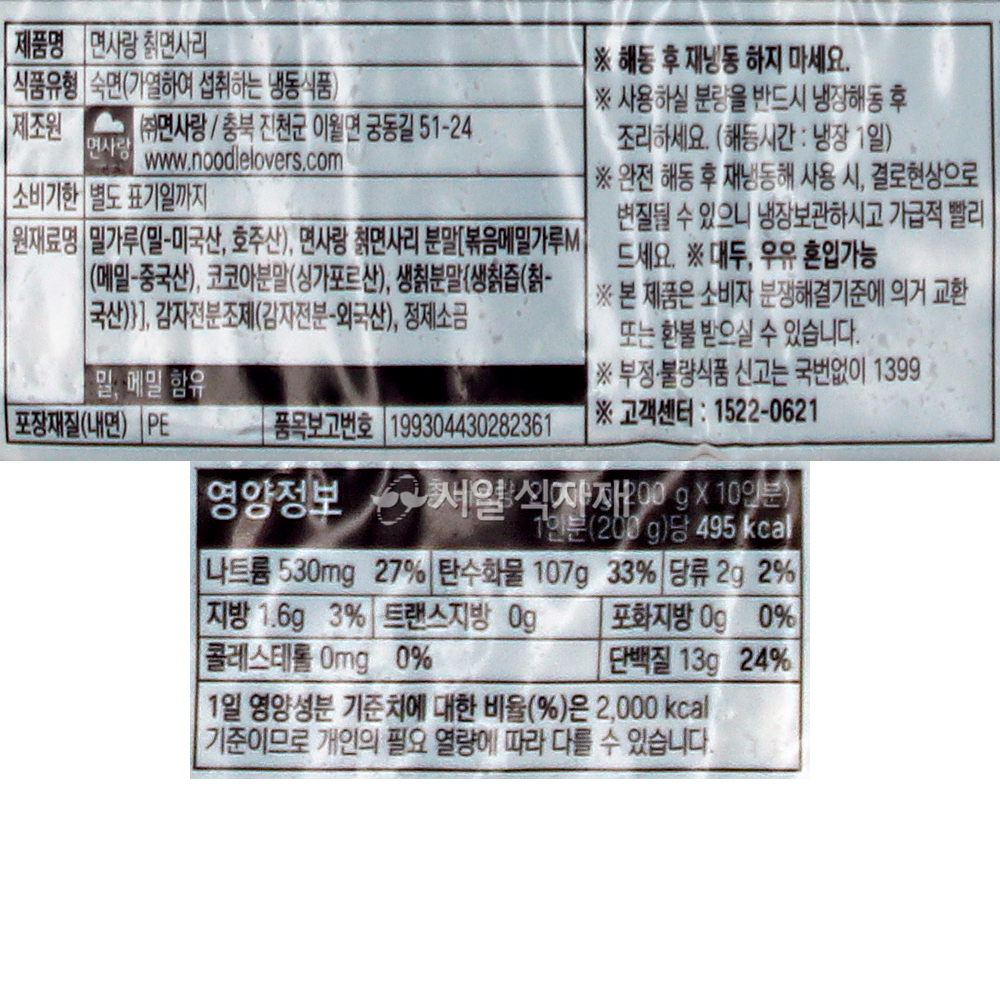 제품명 면사랑 칡면사리
식품유형 숙면(가열하여 섭취하는 냉동식품)
제조원 면사랑 ㈜면사랑 / 충북 진천군 이월면 궁동길 51-24
www.noodlelovers.com
소비기한 별도 표기일까지
원재료명 밀가루(밀-미국산, 호주산), 면사랑 칡면사리 분말[볶음메밀가루M
(메밀-중국산), 코코아분말(싱가포르산), 생칡분말{생칡즙(칡-
국산)}], 감자전분조제(감자전분-외국산), 정제소금
밀, 메밀 함유
포장재질(내면) PE 품목보고번호 199304430282361
※ 해동 후 재냉동 하지 마세요.
※ 사용하실 분량을 반드시 냉장해동 후
조리하세요. (해동시간 : 냉장 1일)
※ 완전 해동 후 재냉동해 사용 시, 결로현상으로
변질될 수 있으니 냉장보관하시고 가급적 빨리
드세요. ※ 대두, 우유 혼입가능
※ 본 제품은 소비자 분쟁해결기준에 의거 교환
또는 환불 받으실 수 있습니다.
※ 부정·불량식품 신고는 국번없이 1399
※ 고객센터 : 1522-0621
영양정보 (200 g X 10인분)
서일식자재
1인분(200 g)당 495 kcal
나트륨 530mg 27% 탄수화물 107g 33% 당류 2g 2%
지방 1.6g 3% 트랜스지방 0g 포화지방 0g 0%
콜레스테롤 0mg 0% 단백질 13g 24%
1일 영양성분 기준치에 대한 비율(%)은 2,000 kcal
기준이므로 개인의 필요 열량에 따라 다를 수 있습니다.